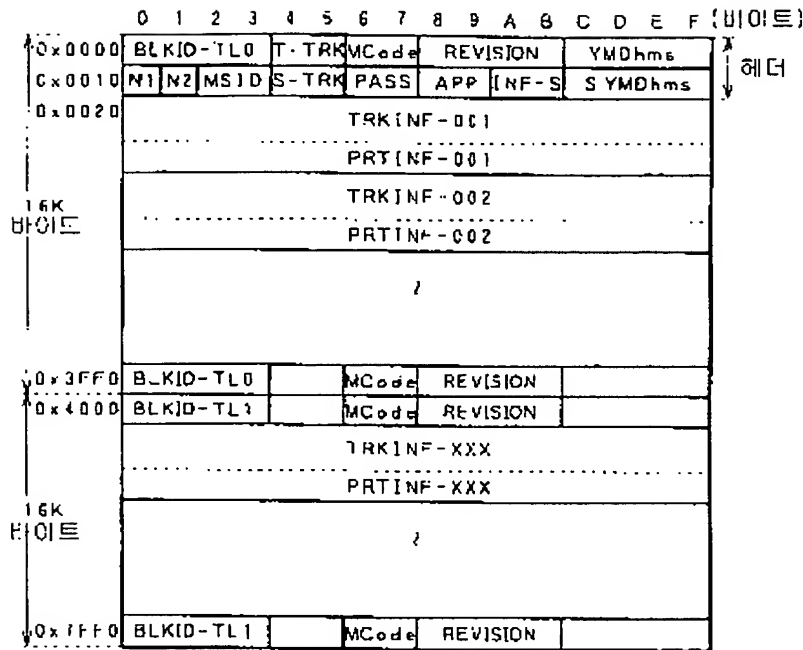 0 1 2 3 4 5 6 7 8 9 A B C D E F (바이트)
0x0000 BLKID-TL0 T-TRK MCode REVISION YMDhms
헤더
0x0010 N1 N2 MSID S-TRK PASS APP INF-S S YMDhms
0x0020 TRKINF-001
PRTINF-001
TRKINF-002
16K
바이트
PRTINF-002
≀
0x3FF0 BLKID-TL0 MCode REVISION
0x4000 BLKID-TL1 MCode REVISION
TRKINF-XXX
PRTINF-XXX
16K
바이트
≀
0x7FF0 BLKID-TL1 MCode REVISION